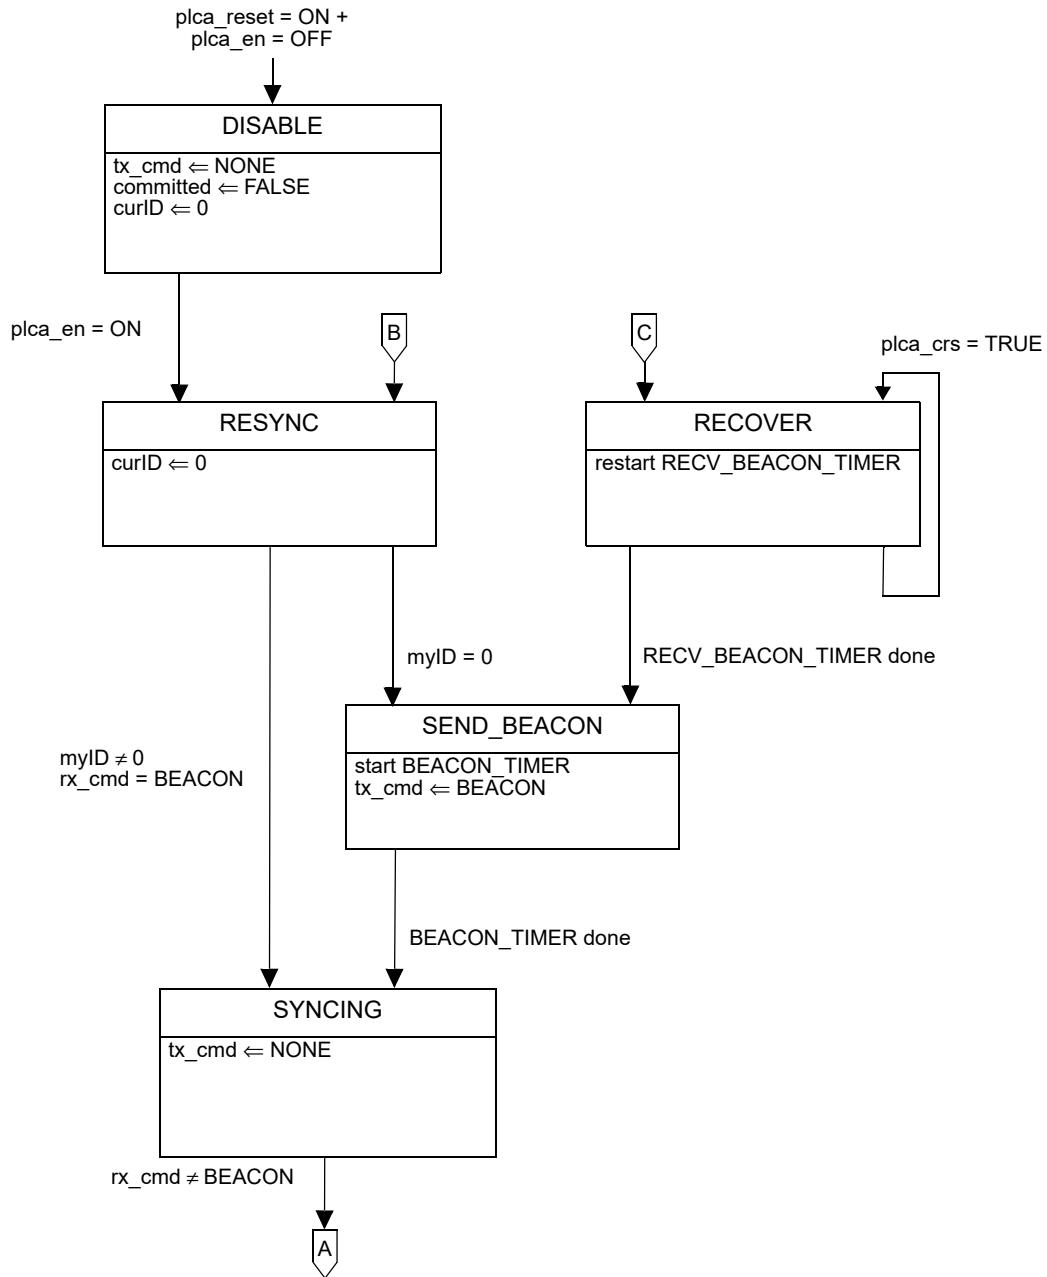 plca_reset = ON +
plca_en = OFF
DISABLE
tx_cmd ⇐ NONE
committed ⇐ FALSE
curID ⇐ 0
plca_en = ON
B
C
plca_crs = TRUE
RESYNC
curID ⇐ 0
RECOVER
restart RECV_BEACON_TIMER
myID = 0
RECV_BEACON_TIMER done
SEND_BEACON
start BEACON_TIMER
tx_cmd ⇐ BEACON
myID ≠ 0
rx_cmd = BEACON
BEACON_TIMER done
SYNCING
tx_cmd ⇐ NONE
rx_cmd ≠ BEACON
A